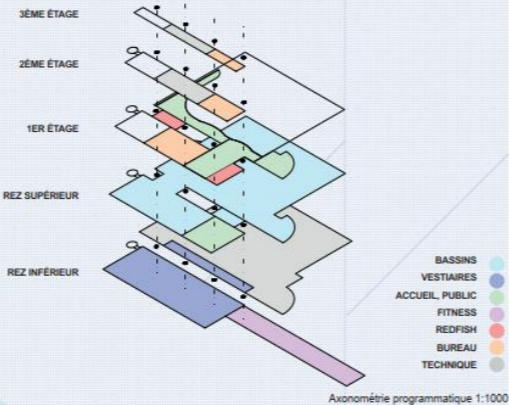 3ÈME ÉTAGE
2ÈME ÉTAGE
1ER ÉTAGE
REZ SUPÉRIEUR
REZ INFÉRIEUR
BASSINS
VESTIAIRES
ACCUEIL, PUBLIC
FITNESS
REDFISH
BUREAU
TECHNIQUE
Axonométrie programmatique 1:1000